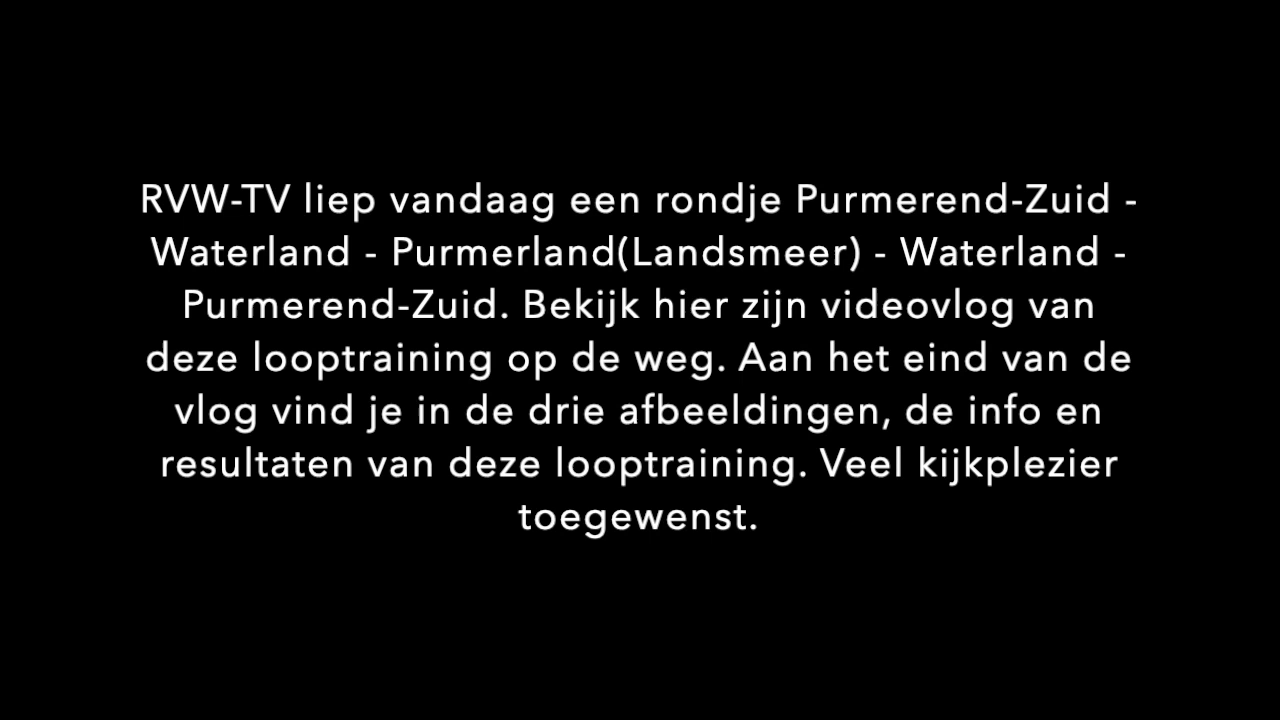 RVW-TV liep vandaag een rondje Purmerend-Zuid -
Waterland - Purmerland(Landsmeer) - Waterland -
Purmerend-Zuid. Bekijk hier zijn videovlog van
deze looptraining op de weg. Aan het eind van de
vlog vind je in de drie afbeeldingen, de info en
resultaten van deze looptraining. Veel kijkplezier
toegewenst.